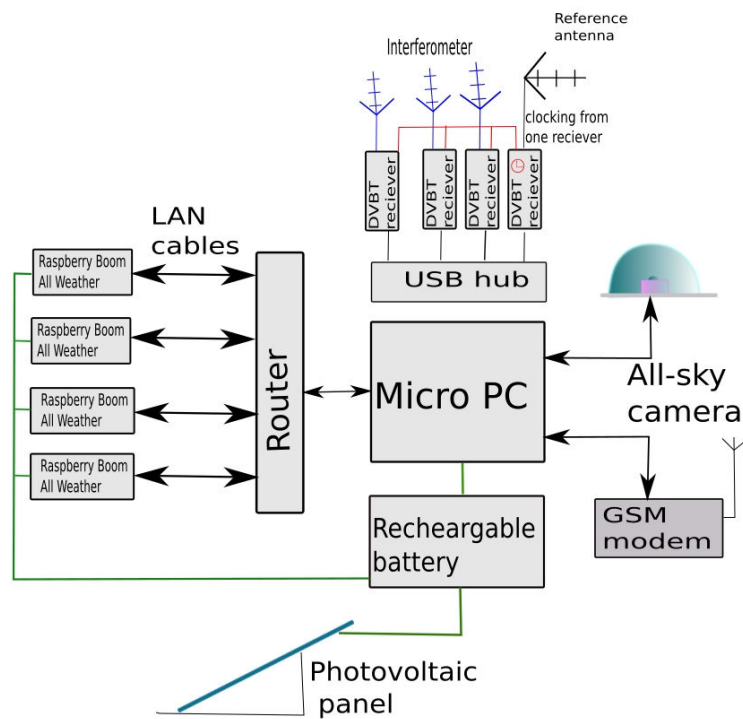 Reference
antenna
Interferometer
clocking from
one reciever
DVBT
reciever
DVBT
reciever
DVBT
reciever
DVBT
reciever
USB hub
LAN
cables
Raspberry Boom
All Weather
Raspberry Boom
All Weather
Raspberry Boom
All Weather
Raspberry Boom
All Weather
Router
Micro PC
All-sky
camera
GSM
modem
Recheargable
battery
Photovoltaic
panel